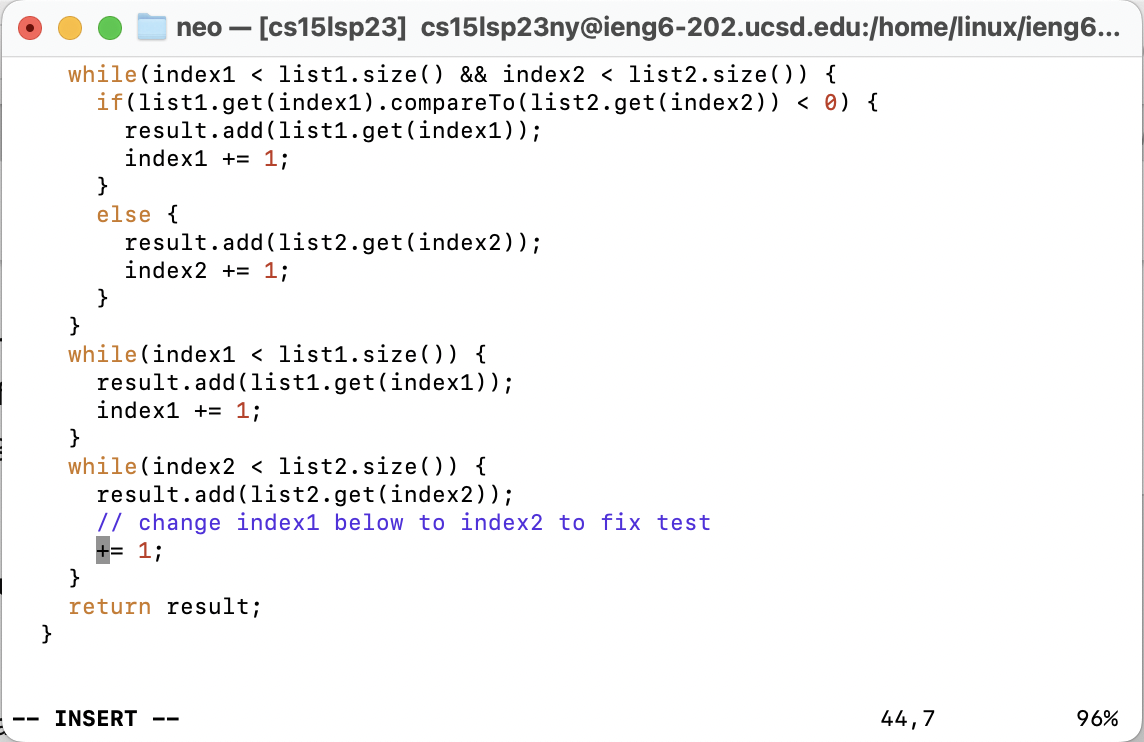 neo — [cs15lsp23] cs15lsp23ny@ieng6-202.ucsd.edu:/home/linux/ieng6...
while(index1 < list1.size() && index2 < list2.size()) {
if(list1.get(index1).compareTo(list2.get(index2)) < 0) {
result.add(list1.get(index1));
index1 += 1;
}
else {
result.add(list2.get(index2));
index2 += 1;
}
}
while(index1 < list1.size()) {
result.add(list1.get(index1));
index1 += 1;
}
while(index2 < list2.size()) {
result.add(list2.get(index2));
// change index1 below to index2 to fix test
+= 1;
}
return result;
}
-- INSERT -- 44,7 96%